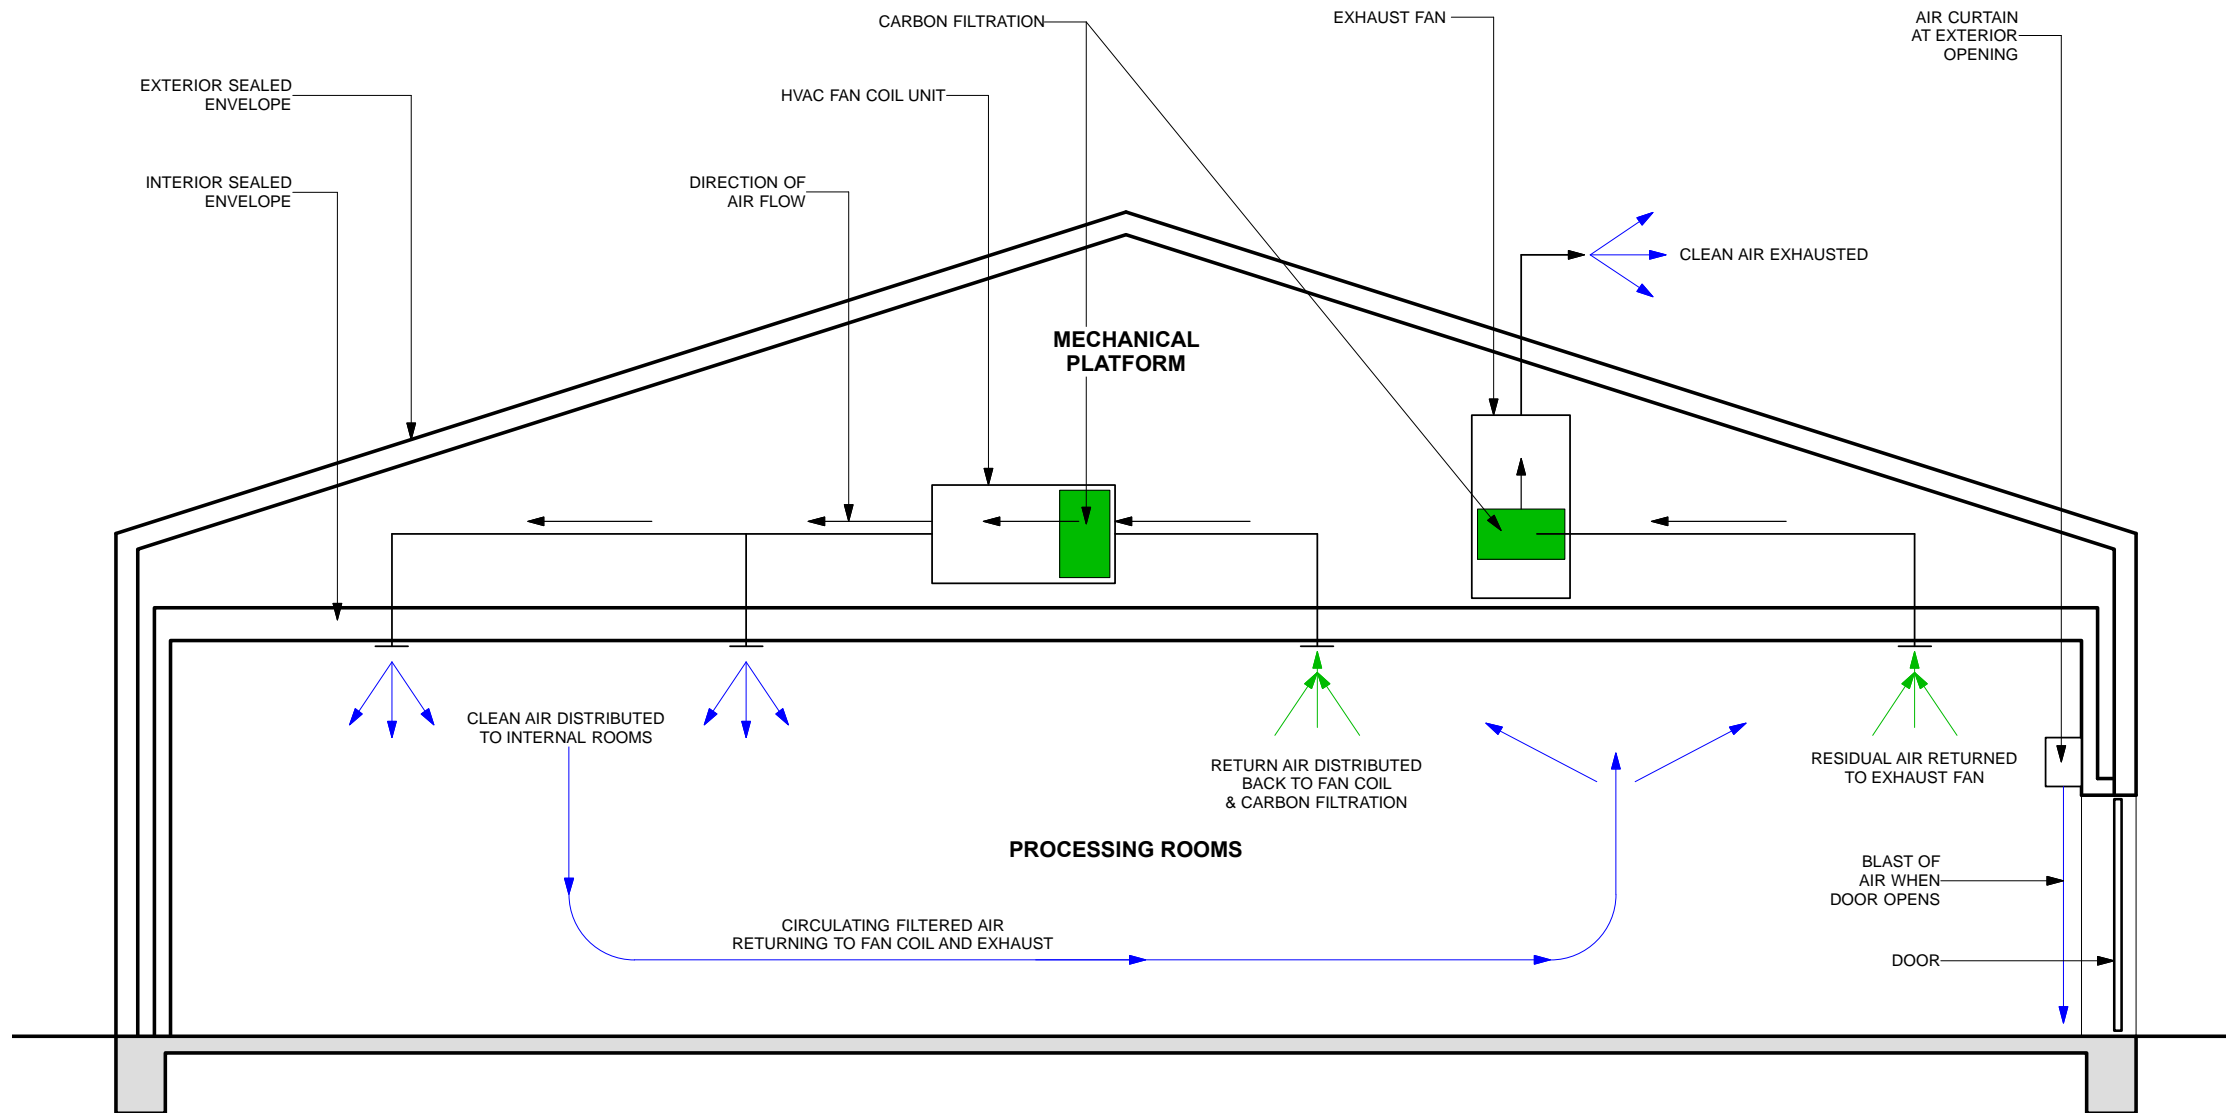 CARBON FILTRATION
EXHAUST FAN
AIR CURTAIN
AT EXTERIOR
OPENING
EXTERIOR SEALED
ENVELOPE
HVAC FAN COIL UNIT
INTERIOR SEALED
ENVELOPE
DIRECTION OF
AIR FLOW
CLEAN AIR EXHAUSTED
MECHANICAL
PLATFORM
CLEAN AIR DISTRIBUTED
TO INTERNAL ROOMS
RETURN AIR DISTRIBUTED
BACK TO FAN COIL
& CARBON FILTRATION
RESIDUAL AIR RETURNED
TO EXHAUST FAN
PROCESSING ROOMS
BLAST OF
AIR WHEN
DOOR OPENS
CIRCULATING FILTERED AIR
RETURNING TO FAN COIL AND EXHAUST
DOOR